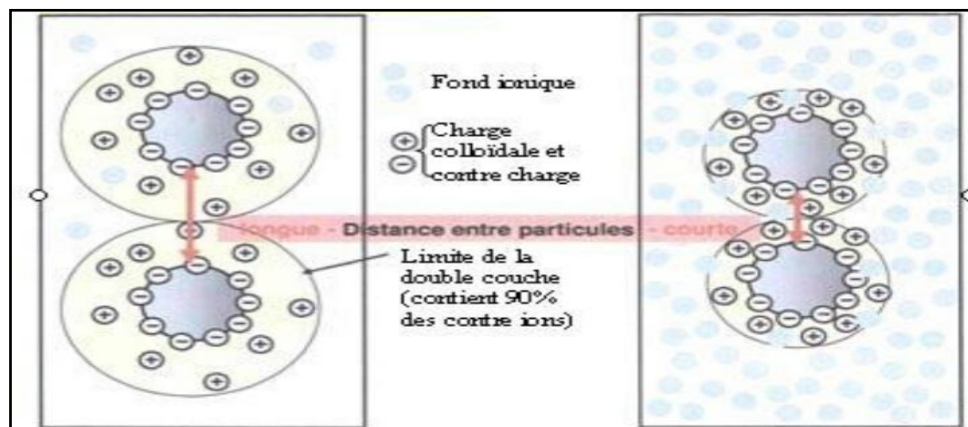 Fond ionique
Charge
colloïdale et
contre charge
longue - Distance entre particules - courte
Limite de la
double couche
(contient 90%
des contre ions)